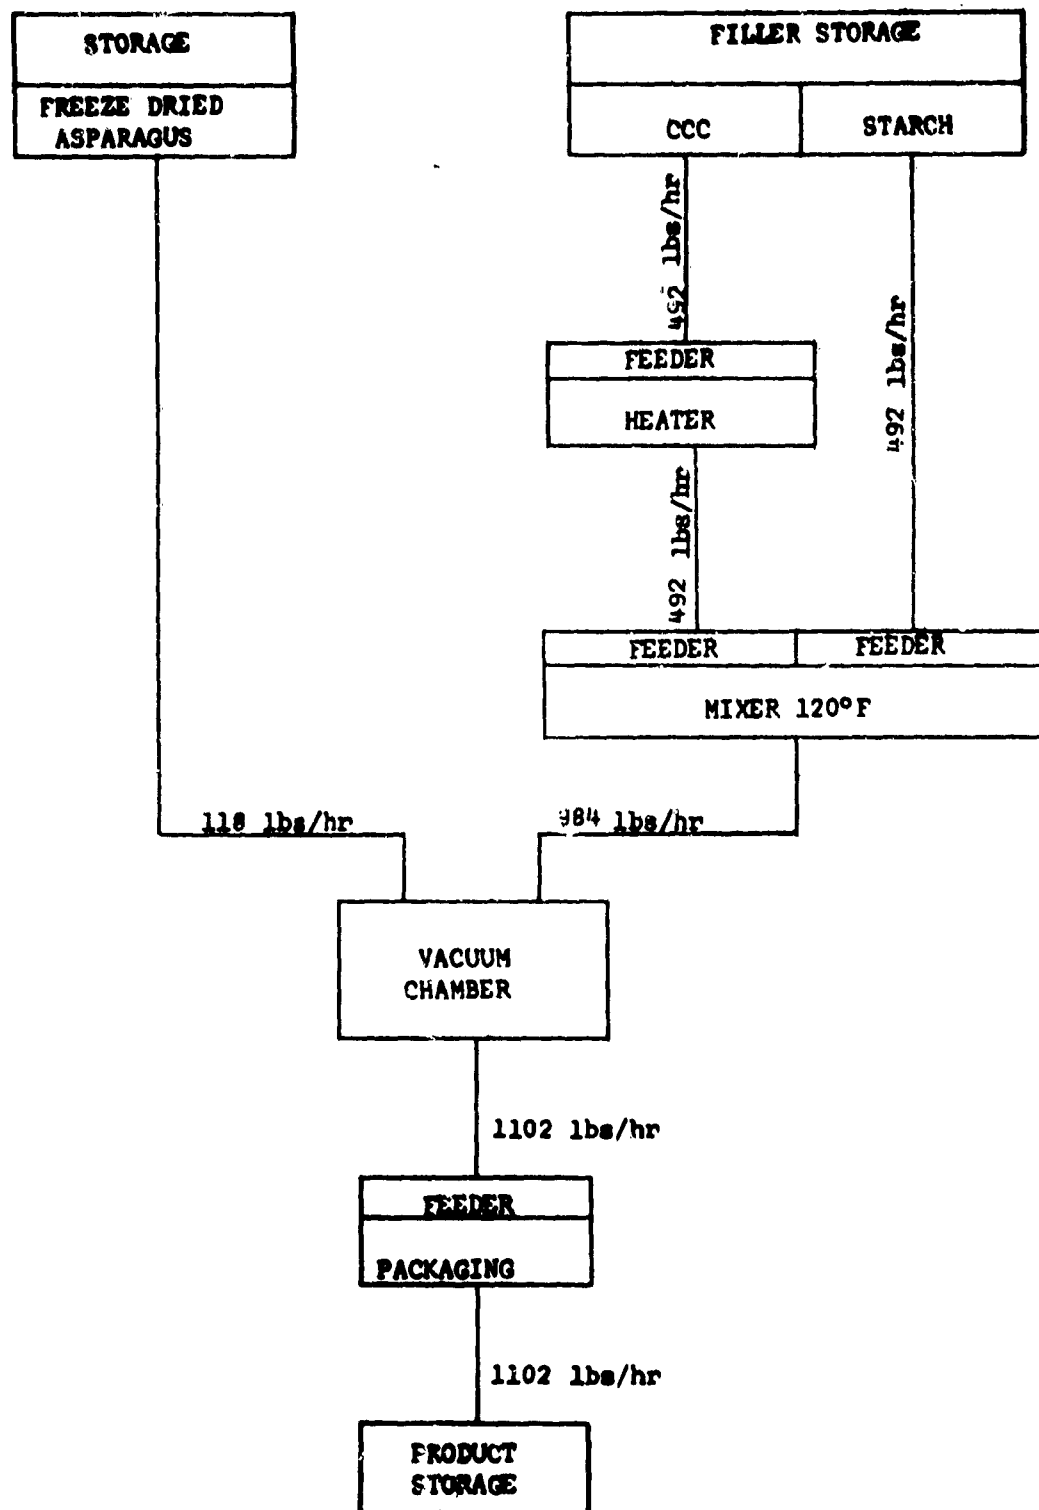 STORAGE
FREEZE DRIED
ASPARAGUS
FILLER STORAGE
CCC
STARCH
492 lbs/hr
492 lbs/hr
FEEDER
HEATER
492 lbs/hr
FEEDER
FEEDER
MIXER 120°F
118 lbs/hr
984 lbs/hr
VACUUM
CHAMBER
1102 lbs/hr
FEEDER
PACKAGING
1102 lbs/hr
PRODUCT
STORAGE